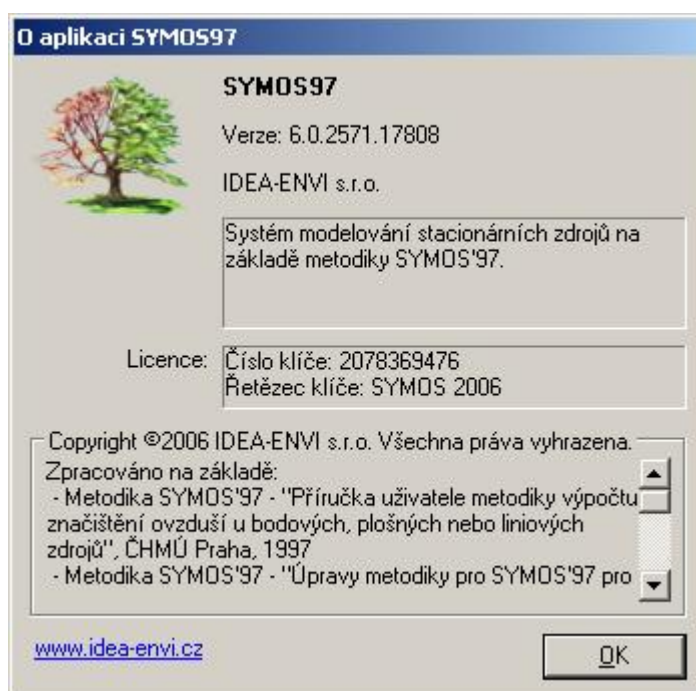 O aplikaci SYMOS97
SYMOS97
Verze: 6.0.2571.17808
IDEA-ENVI s.r.o.
Systém modelování stacionárních zdrojů na
základě metodiky SYMOS'97.
Licence:
Číslo klíče: 2078369476
Řetězec klíče: SYMOS 2006
Copyright ©2006 IDEA-ENVI s.r.o. Všechna práva vyhrazena.
Zpracováno na základě:
- Metodika SYMOS'97 - "Příručka uživatele metodiky výpočtu
značištění ovzduší u bodových, plošných nebo liniových
zdrojů", ČHMÚ Praha, 1997
- Metodika SYMOS'97 - "Úpravy metodiky pro SYMOS'97 pro
www.idea-envi.cz
OK